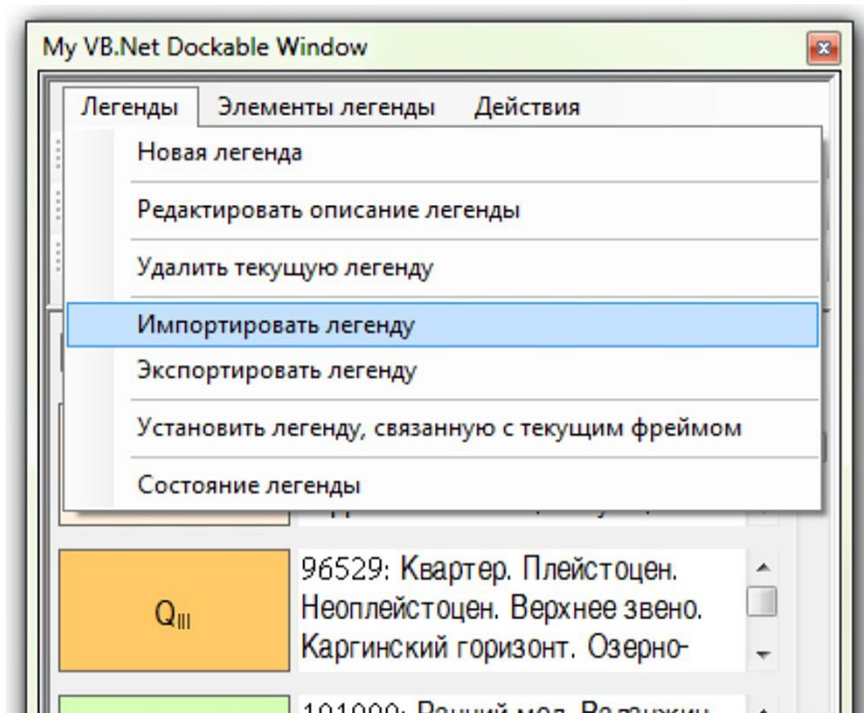 My VB.Net Dockable Window
Легенды Элементы легенды Действия
Новая легенда
Редактировать описание легенды
Удалить текущую легенду
Импортировать легенду
Экспортировать легенду
Установить легенду, связанную с текущим фреймом
Состояние легенды
QIII
96529: Квартер. Плейстоцен.
Неоплейстоцен. Верхнее звено.
Каргинский горизонт. Озерно-